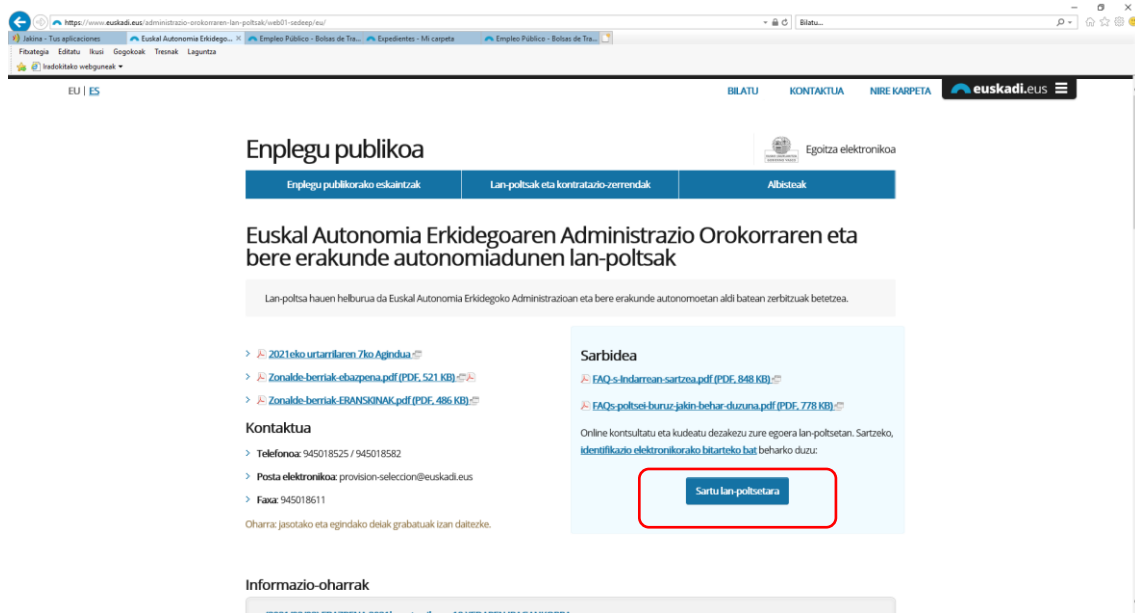 https://www.euskadi.eus/administrazio-orokorraren-lan-poltsak/web01-sedeep/eu/
Bilatu...
Jakina - Tus aplicaciones
Euskal Autonomia Erkidego...
Empleo Público - Bolsas de Tra...
Expedientes - Mi carpeta
Empleo Público - Bolsas de Tra...
Fitxategia Editatu Ikusi Gogokoak Tresnak Laguntza
Iradokitako webguneak
EU | ES
BILATU KONTAKTUA NIRE KARPETA euskadi.eus
Enplegu publikoa
Egoitza elektronikoa
Enplegu publikorako eskaintzak
Lan-poltsak eta kontratazio-zerrendak
Albisteak
Euskal Autonomia Erkidegoaren Administrazio Orokorraren eta
bere erakunde autonomiadunen lan-poltsak
Lan-poltsa hauen helburua da Euskal Autonomia Erkidegoko Administrazioan eta bere erakunde autonomoetan aldi batean zerbitzuak betetzea.
> 2021eko urtarrilaren 7ko Agindua
> Zonalde-berriak-ebazpena.pdf (PDF, 521 KB)
> Zonalde-berriak-ERANSKINAK.pdf (PDF, 486 KB)
Kontaktua
> Telefonoa: 945018525 / 945018582
> Posta elektronikoa: provision-seleccion@euskadi.eus
> Faxa: 945018611
Oharra: jasotako eta egindako deiak grabatuak izan daitezke.
Sarbidea
FAQ-s-Indarrean-sartzea.pdf (PDF, 848 KB)
FAQs-poltsei-buruz-jakin-behar-duzuna.pdf (PDF, 778 KB)
Online kontsultatu eta kudeatu dezakezu zure egoera lan-poltsetan. Sartzeko,
identifikazio elektronikorako bitarteko bat beharko duzu:
Sartu lan-poltsetara
Informazio-oharrak